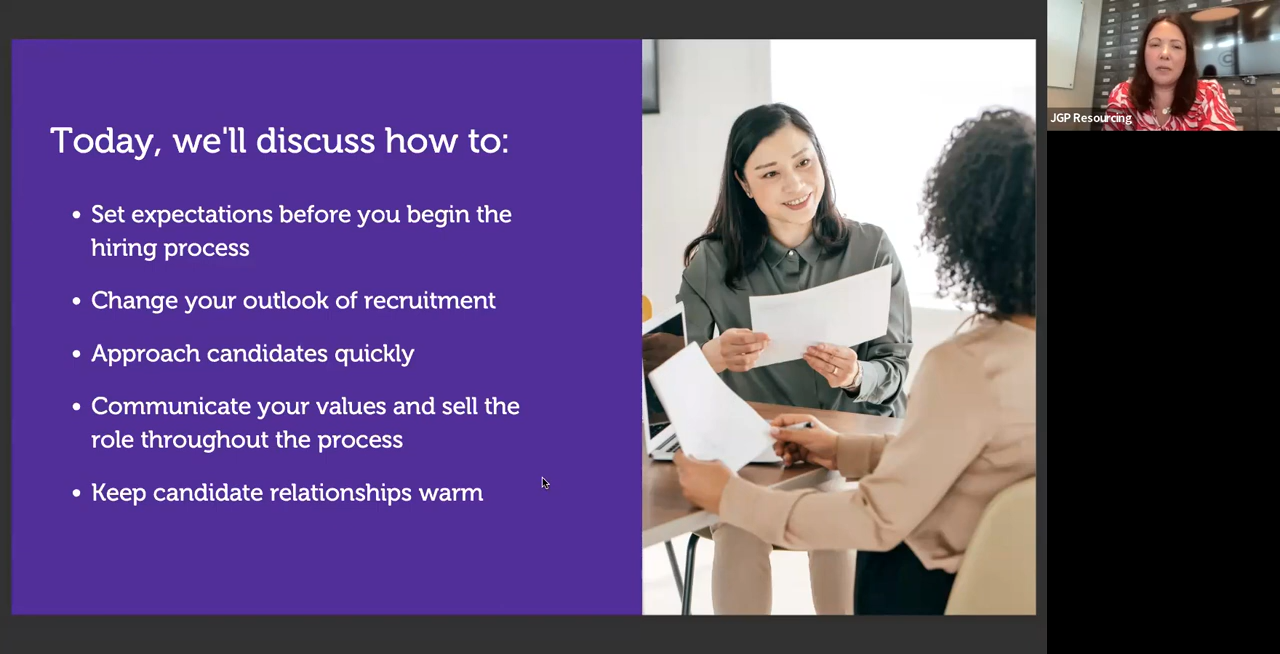 Today, we'll discuss how to:
• Set expectations before you begin the
hiring process
• Change your outlook of recruitment
• Approach candidates quickly
• Communicate your values and sell the
role throughout the process
• Keep candidate relationships warm
JGP Resourcing